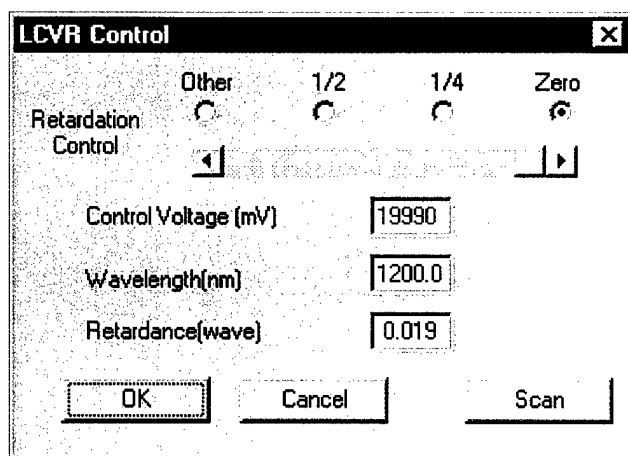 LCVR Control
Other 1/2 1/4 Zero
Retardation
Control
Control Voltage (mV) 19990
Wavelength(nm) 1200.0
Retardance(wave) 0.019
OK Cancel Scan